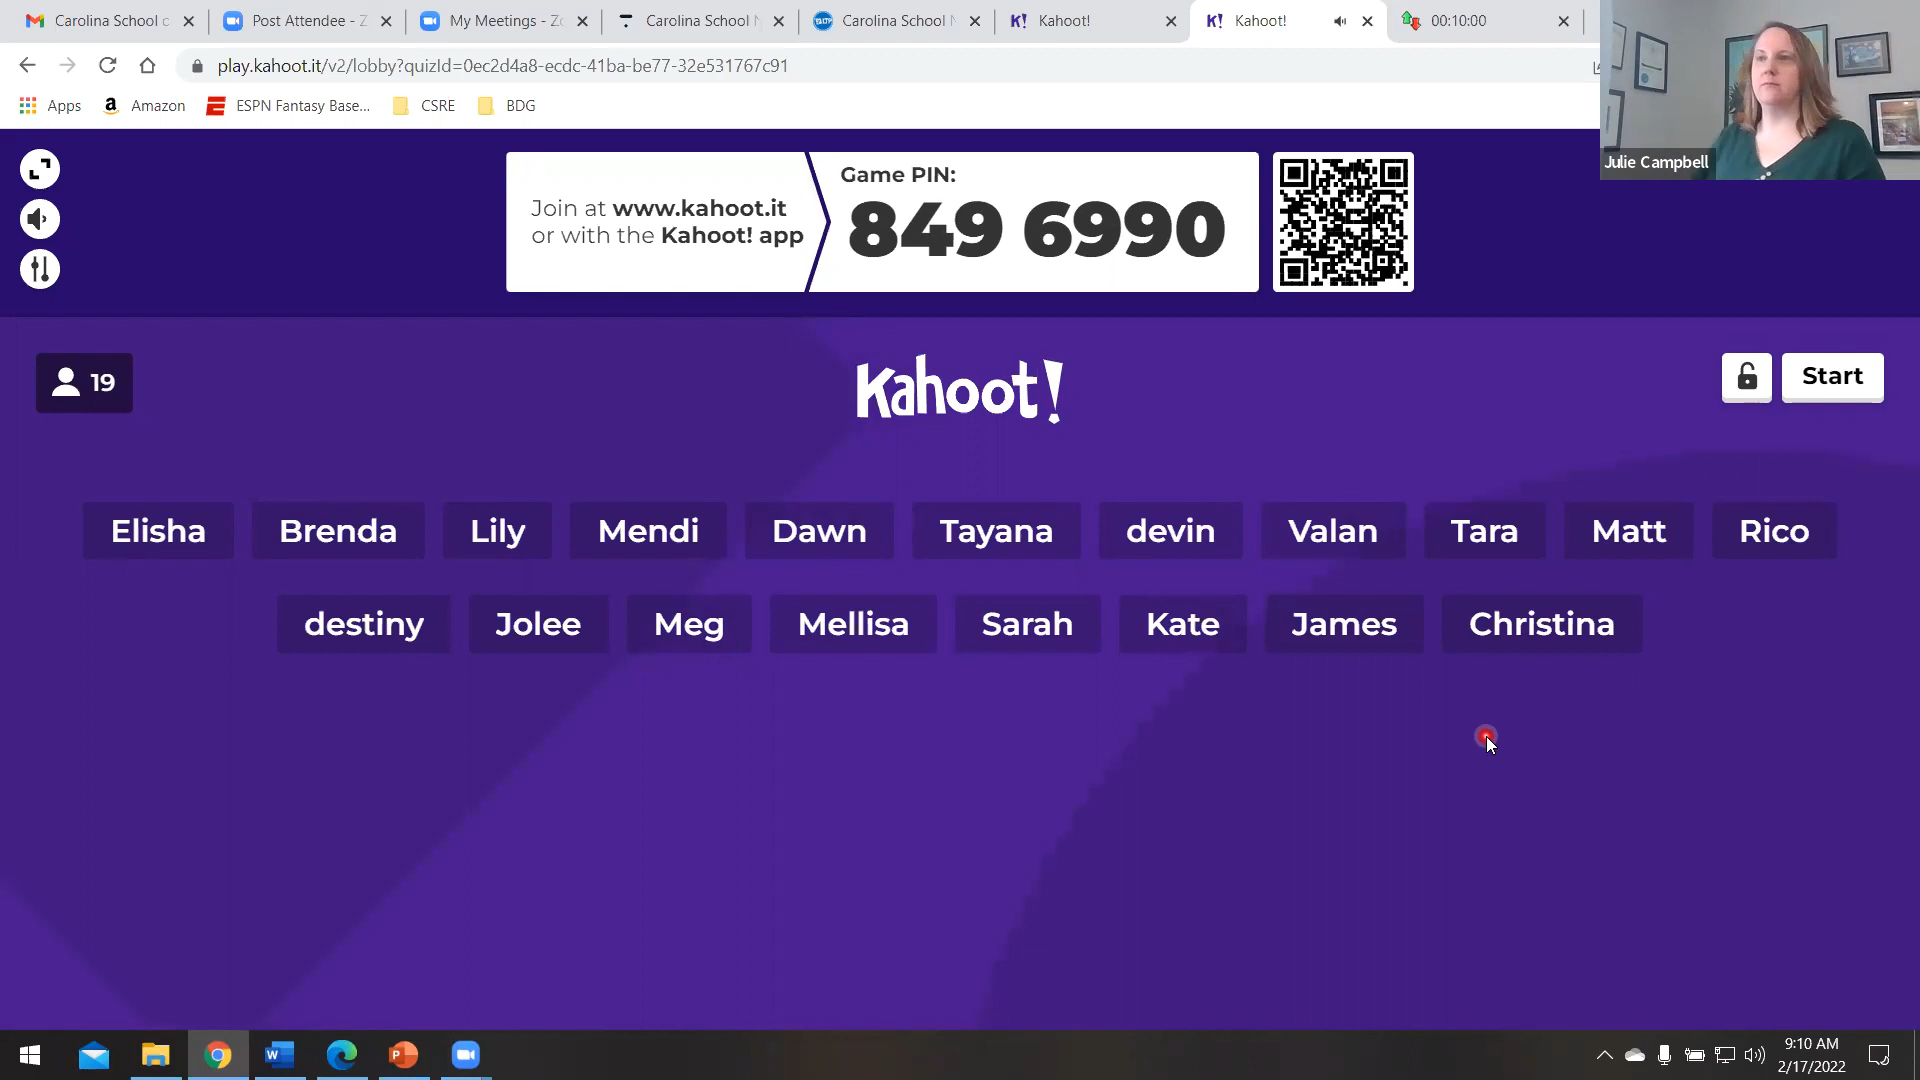 Carolina School c
Post Attendee - Z
My Meetings - Zo
Carolina School N
Carolina School N
Kahoot!
Kahoot!
00:10:00
play.kahoot.it/v2/lobby?quizId=0ec2d4a8-ecdc-41ba-be77-32e531767c91
Apps
Amazon
ESPN Fantasy Base...
CSRE
BDG
Julie Campbell
Join at www.kahoot.it
or with the Kahoot! app
Game PIN:
849 6990
19
Kahoot!
Start
Elisha Brenda Lily Mendi Dawn Tayana devin Valan Tara Matt Rico
destiny Jolee Meg Mellisa Sarah Kate James Christina
9:10 AM
2/17/2022